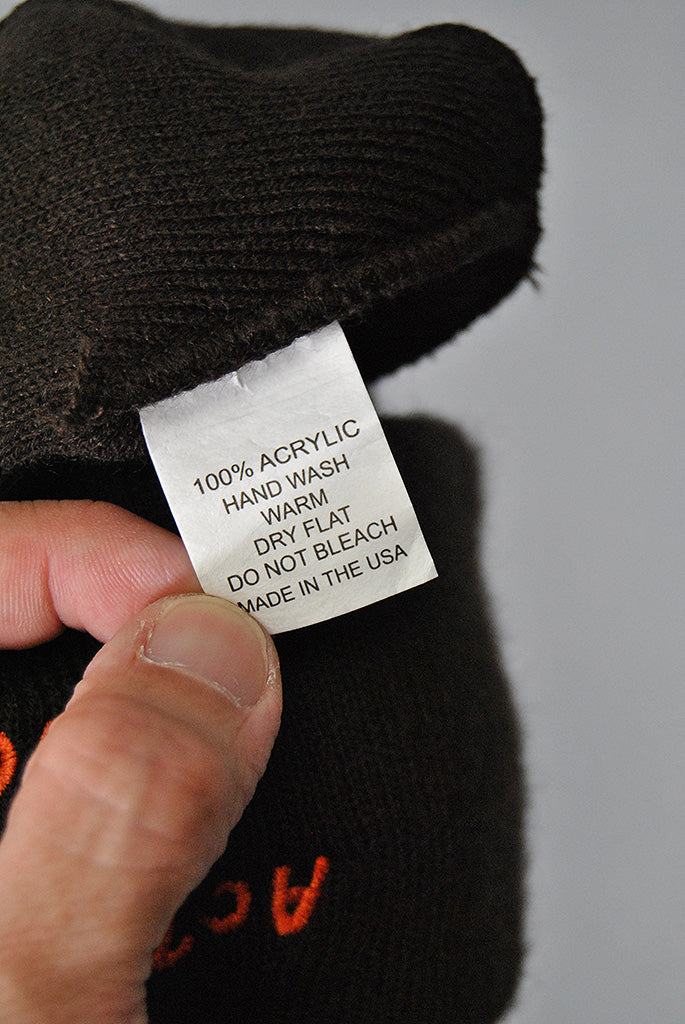 100% ACRYLIC
HAND WASH
WARM
DRY FLAT
DO NOT BLEACH
MADE IN THE USA